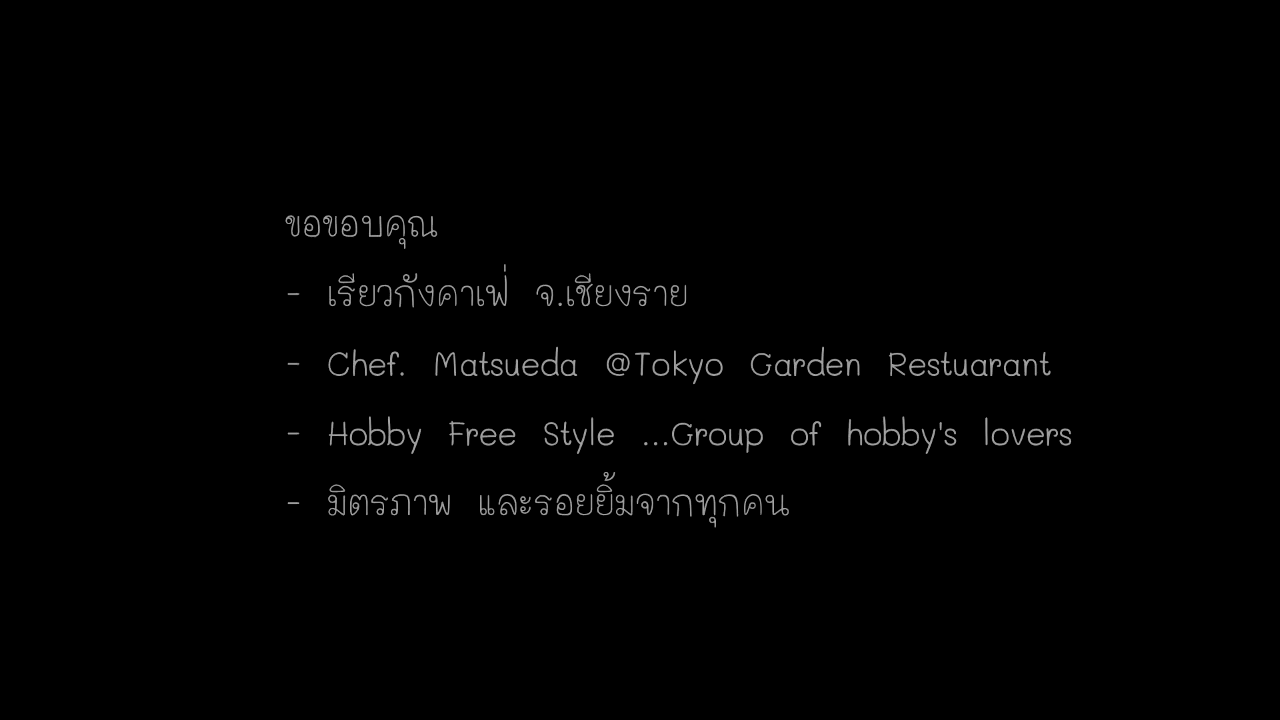 ขอขอบคุณ
- เรียวกังคาเฟ่ จ.เชียงราย
- Chef. Matsueda @Tokyo Garden Restuarant
- Hobby Free Style ...Group of hobby's lovers
- มิตรภาพ และรอยยิ้มจากทุกคน